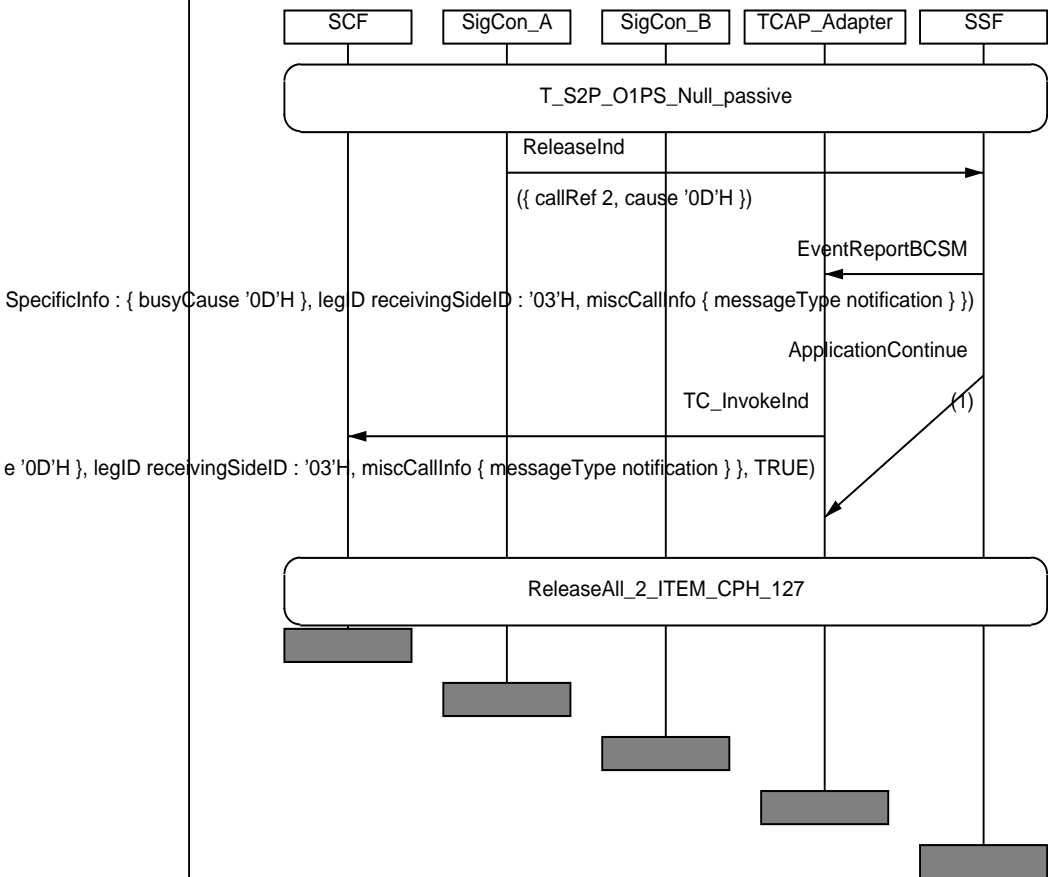 SCF
SigCon_A
SigCon_B
TCAP_Adapter
SSF
T_S2P_O1PS_Null_passive
ReleaseInd
({ callRef 2, cause '0D'H })
EventReportBCSM
SpecificInfo : { busyCause '0D'H }, legID receivingSideID : '03'H, miscCallInfo { messageType notification } })
ApplicationContinue
TC_InvokeInd
(1)
e '0D'H }, legID receivingSideID : '03'H, miscCallInfo { messageType notification } }, TRUE)
ReleaseAll_2_ITEM_CPH_127